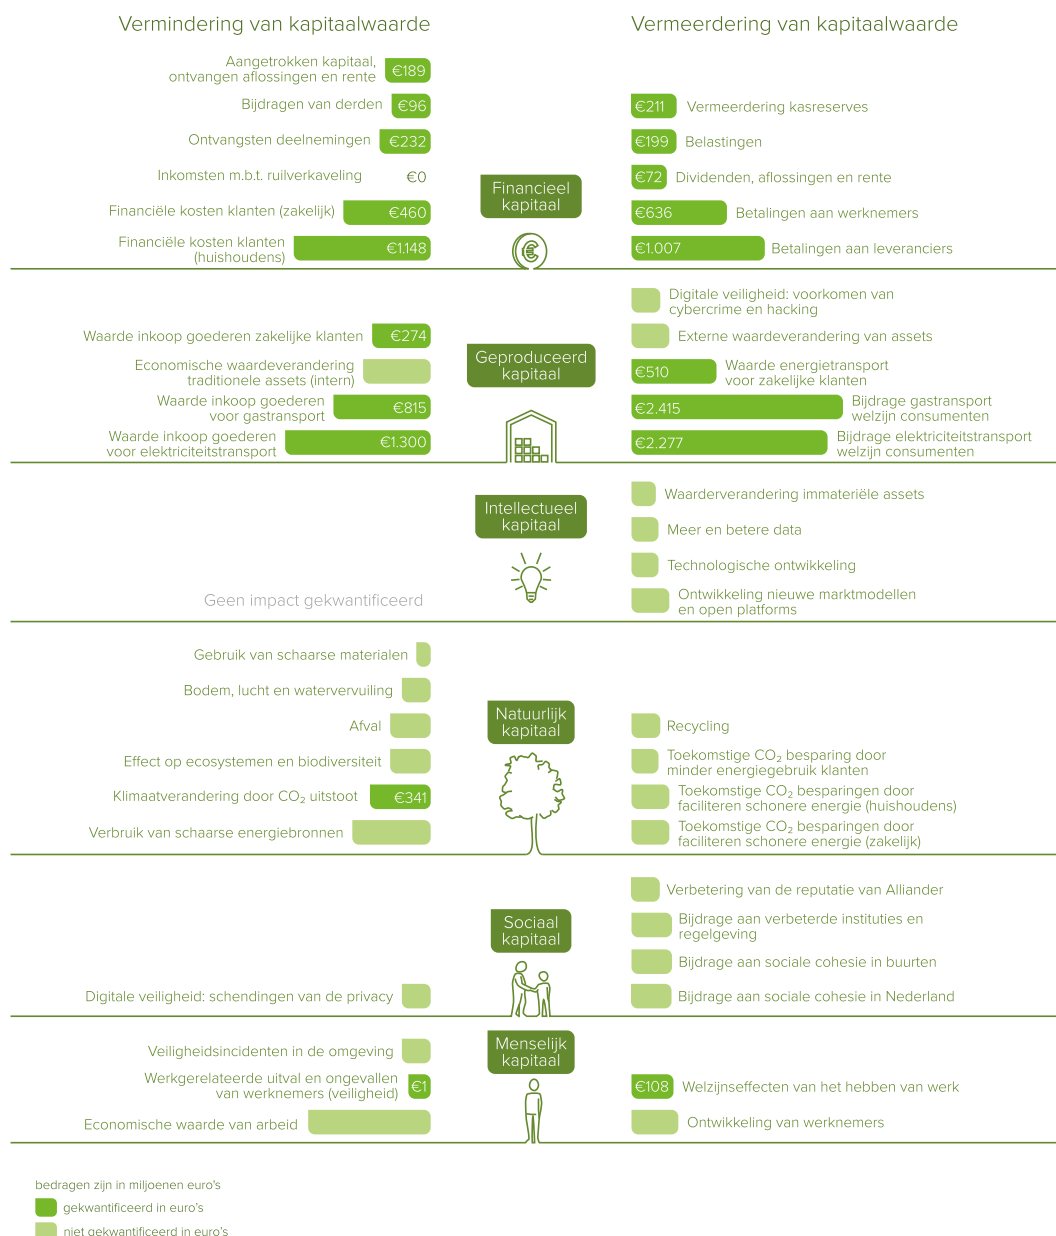 Vermindering van kapitaalwaarde
Vermeerdering van kapitaalwaarde
Aangetrokken kapitaal,
ontvangen aflossingen en rente
€189
Bijdragen van derden
€96
Ontvangsten deelnemingen
€232
Inkomsten m.b.t. ruilverkaveling
€0
Financiële kosten klanten (zakelijk)
€460
Financiële kosten klanten
(huishoudens)
€1.148
Financieel
kapitaal
€211 Vermeerdering kasreserves
€199 Belastingen
€72 Dividenden, aflossingen en rente
€636 Betalingen aan werknemers
€1.007 Betalingen aan leveranciers
Waarde inkoop goederen zakelijke klanten
€274
Economische waardeverandering
traditionele assets (intern)
Waarde inkoop goederen
voor gastransport
€815
Waarde inkoop goederen
voor elektriciteitstransport
€1.300
Geproduceerd
kapitaal
Digitale veiligheid: voorkomen van
cybercrime en hacking
Externe waardeverandering van assets
€510
Waarde energietransport
voor zakelijke klanten
€2.415
Bijdrage gastransport
welzijn consumenten
€2.277
Bijdrage elektriciteitstransport
welzijn consumenten
Geen impact gekwantificeerd
Intellectueel
kapitaal
Waarderverandering immateriële assets
Meer en betere data
Technologische ontwikkeling
Ontwikkeling nieuwe marktmodellen
en open platforms
Gebruik van schaarse materialen
Bodem, lucht en watervervuiling
Afval
Effect op ecosystemen en biodiversiteit
Klimaatverandering door CO₂ uitstoot
€341
Verbruik van schaarse energiebronnen
Natuurlijk
kapitaal
Recycling
Toekomstige CO₂ besparing door
minder energiegebruik klanten
Toekomstige CO₂ besparingen door
faciliteren schonere energie (huishoudens)
Toekomstige CO₂ besparingen door
faciliteren schonere energie (zakelijk)
Digitale veiligheid: schendingen van de privacy
Sociaal
kapitaal
Verbetering van de reputatie van Alliander
Bijdrage aan verbeterde instituties en
regelgeving
Bijdrage aan sociale cohesie in buurten
Bijdrage aan sociale cohesie in Nederland
Veiligheidsincidenten in de omgeving
Werkgerelateerde uitval en ongevallen
van werknemers (veiligheid)
€1
Economische waarde van arbeid
Menselijk
kapitaal
€108 Welzijnseffecten van het hebben van werk
Ontwikkeling van werknemers
bedragen zijn in miljoenen euro's
gekwantificeerd in euro's
niet gekwantificeerd in euro's